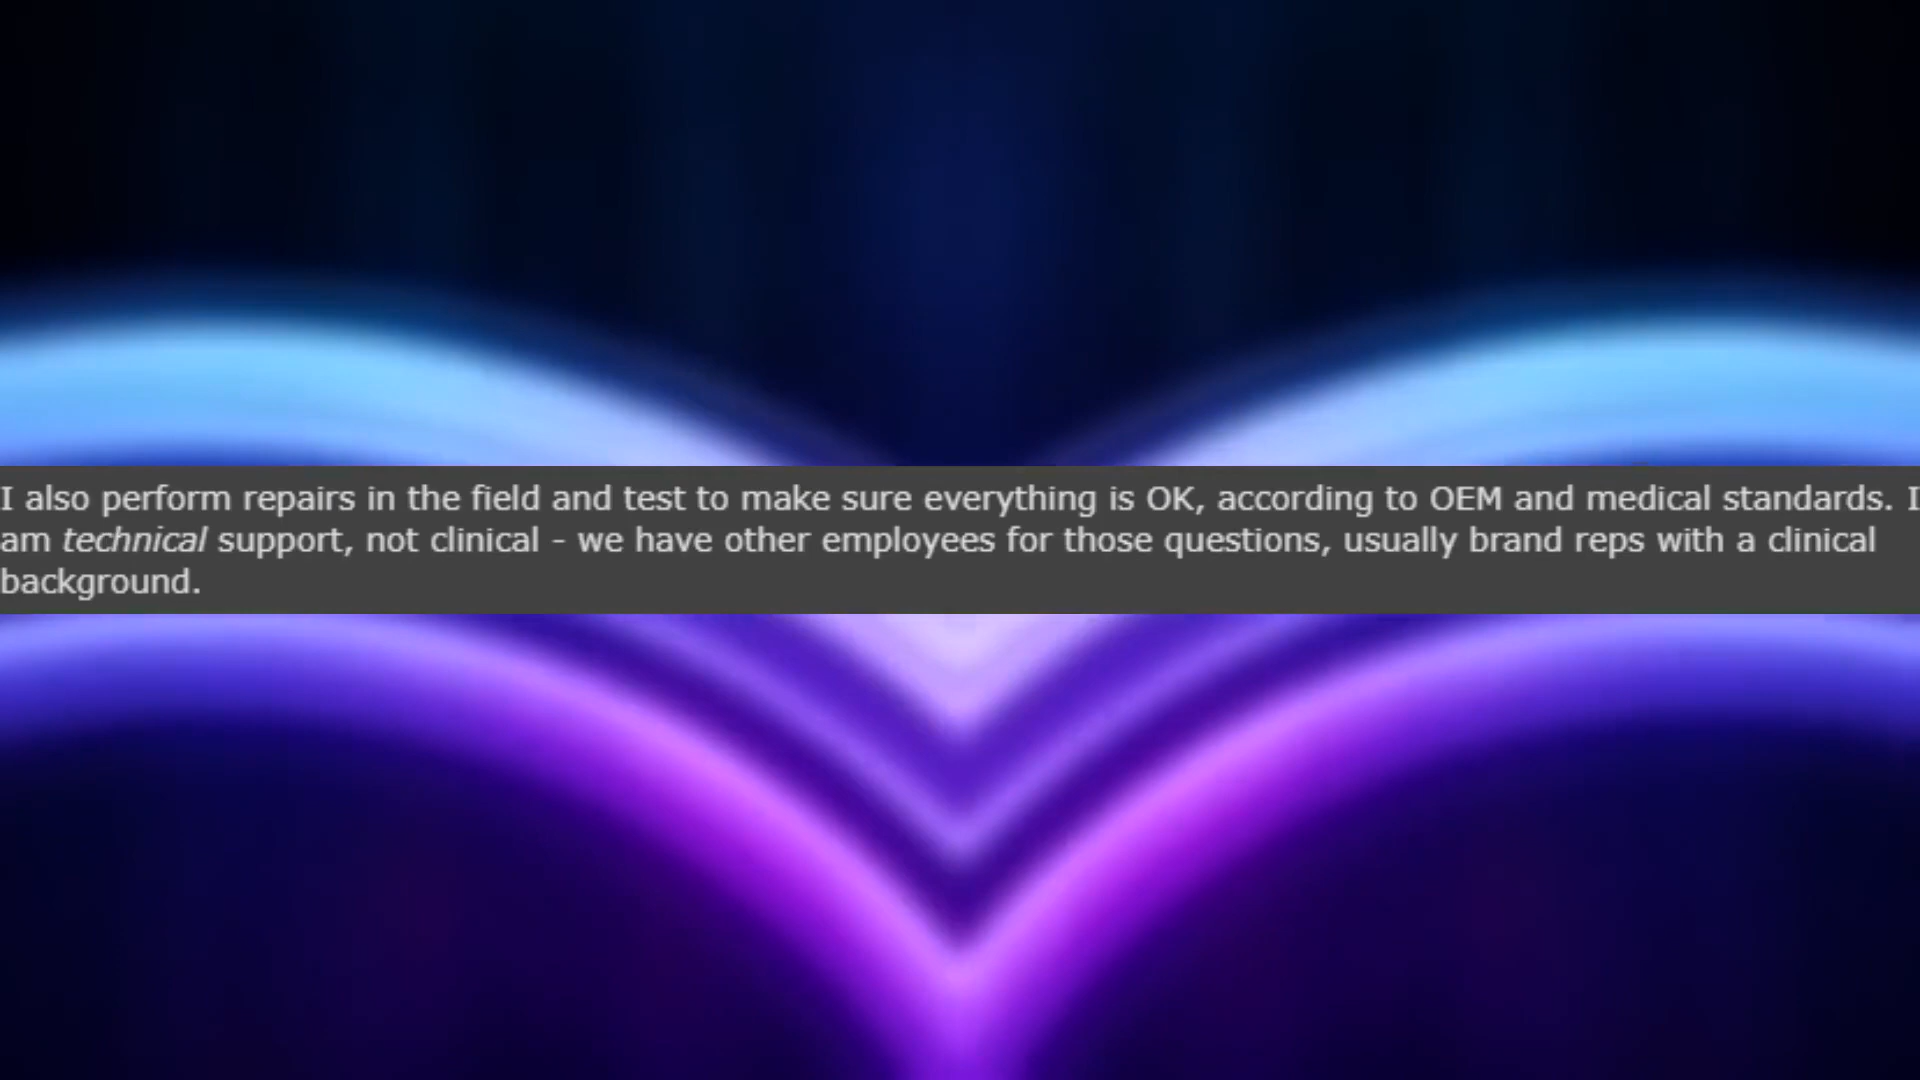 I also perform repairs in the field and test to make sure everything is OK, according to OEM and medical standards. I
am technical support, not clinical - we have other employees for those questions, usually brand reps with a clinical
background.